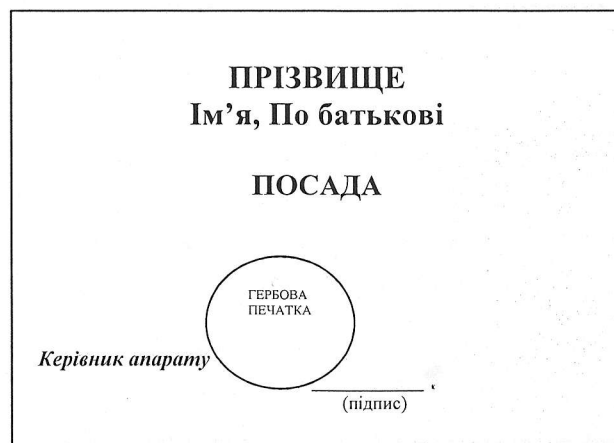 ПРІЗВИЩЕ
Ім’я, По батькові
ПОСАДА
ГЕРБОВА
ПЕЧАТКА
Керівник апарату
(підпис)